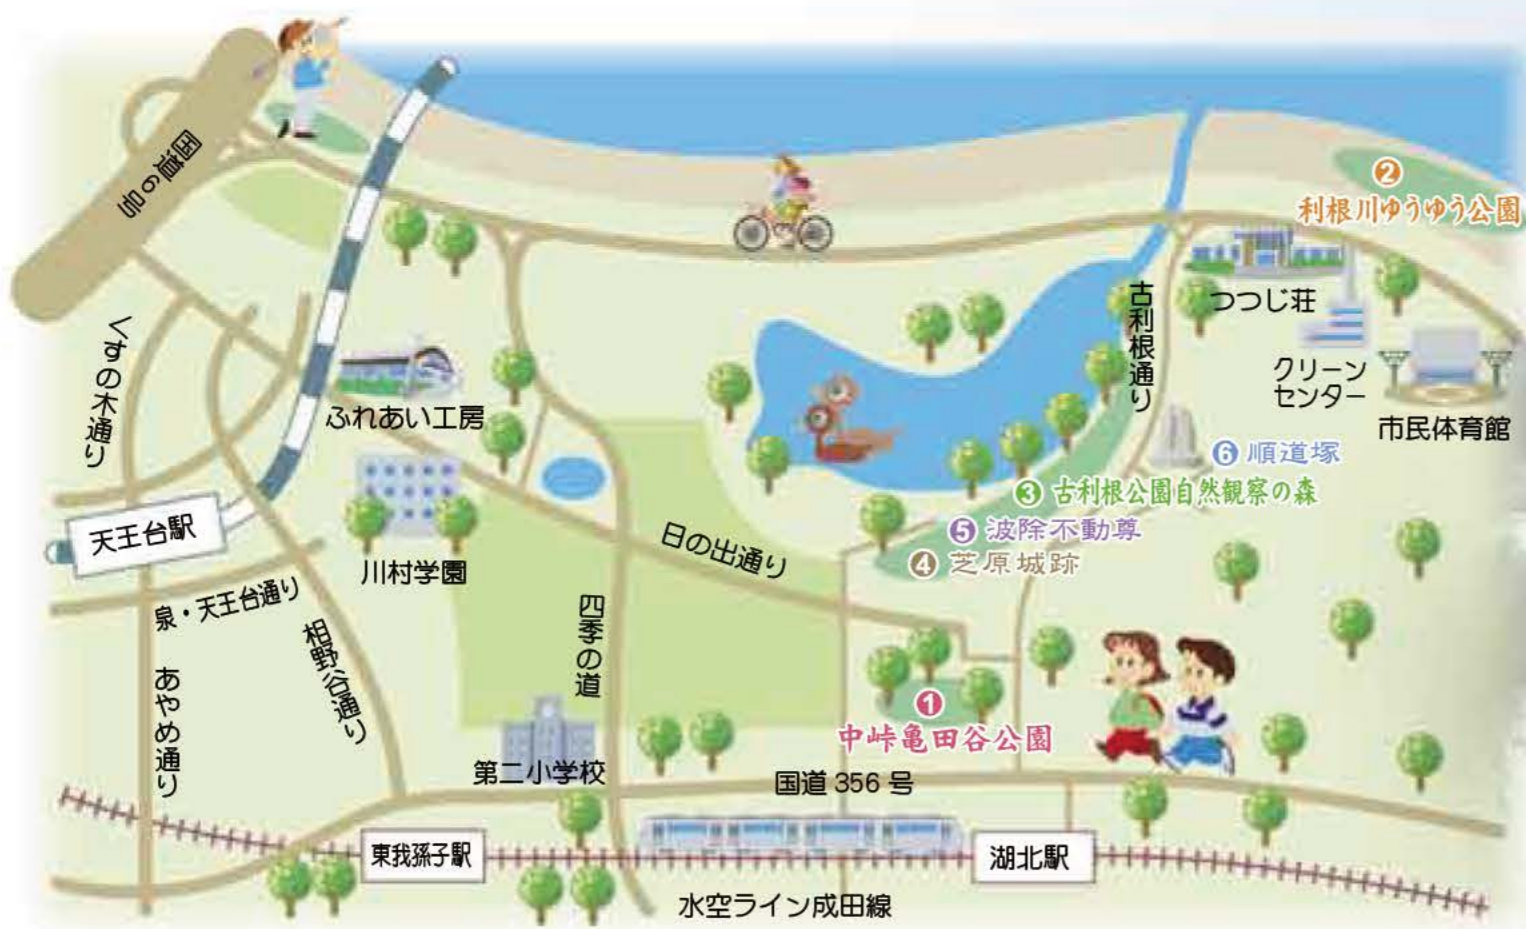 国道6号
②
利根川ゆうゆう公園
つつじ荘
古利根通り
くすの木通り
ふれあい工房
クリーン
センター
市民体育館
⑥ 順道塚
③ 古利根公園自然観察の森
⑤ 波除不動尊
④ 芝原城跡
天王台駅
川村学園
日の出通り
泉・天王台通り
相野谷通り
四季の道
あやめ通り
①
中峠亀田谷公園
第二小学校
国道356号
東我孫子駅
湖北駅
水空ライン成田線